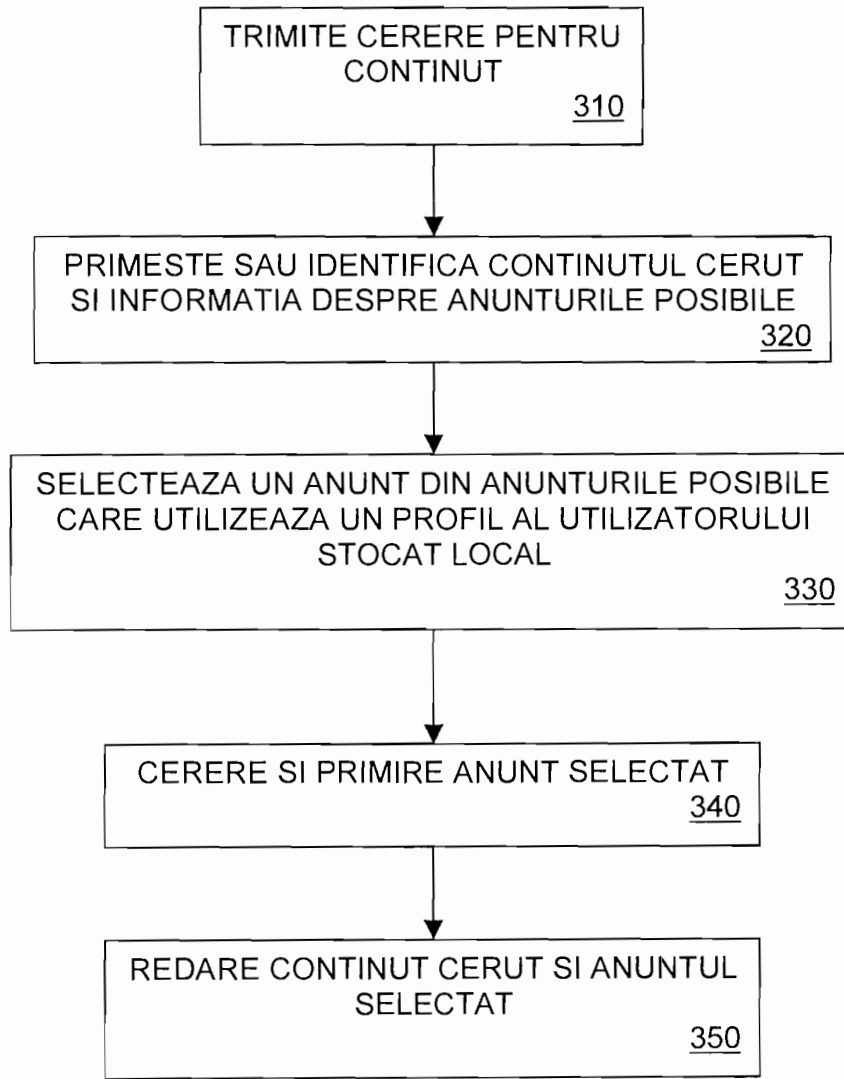 TRIMITE CERERE PENTRU
CONTINUT
310
PRIMESTE SAU IDENTIFICA CONTINUTUL CERUT
SI INFORMATIA DESPRE ANUNTURILE POSIBILE
320
SELECTEAZA UN ANUNT DIN ANUNTURILE POSIBILE
CARE UTILIZEAZA UN PROFIL AL UTILIZATORULUI
STOCAT LOCAL
330
CERERE SI PRIMIRE ANUNT SELECTAT
340
REDARE CONTINUT CERUT SI ANUNTUL
SELECTAT
350